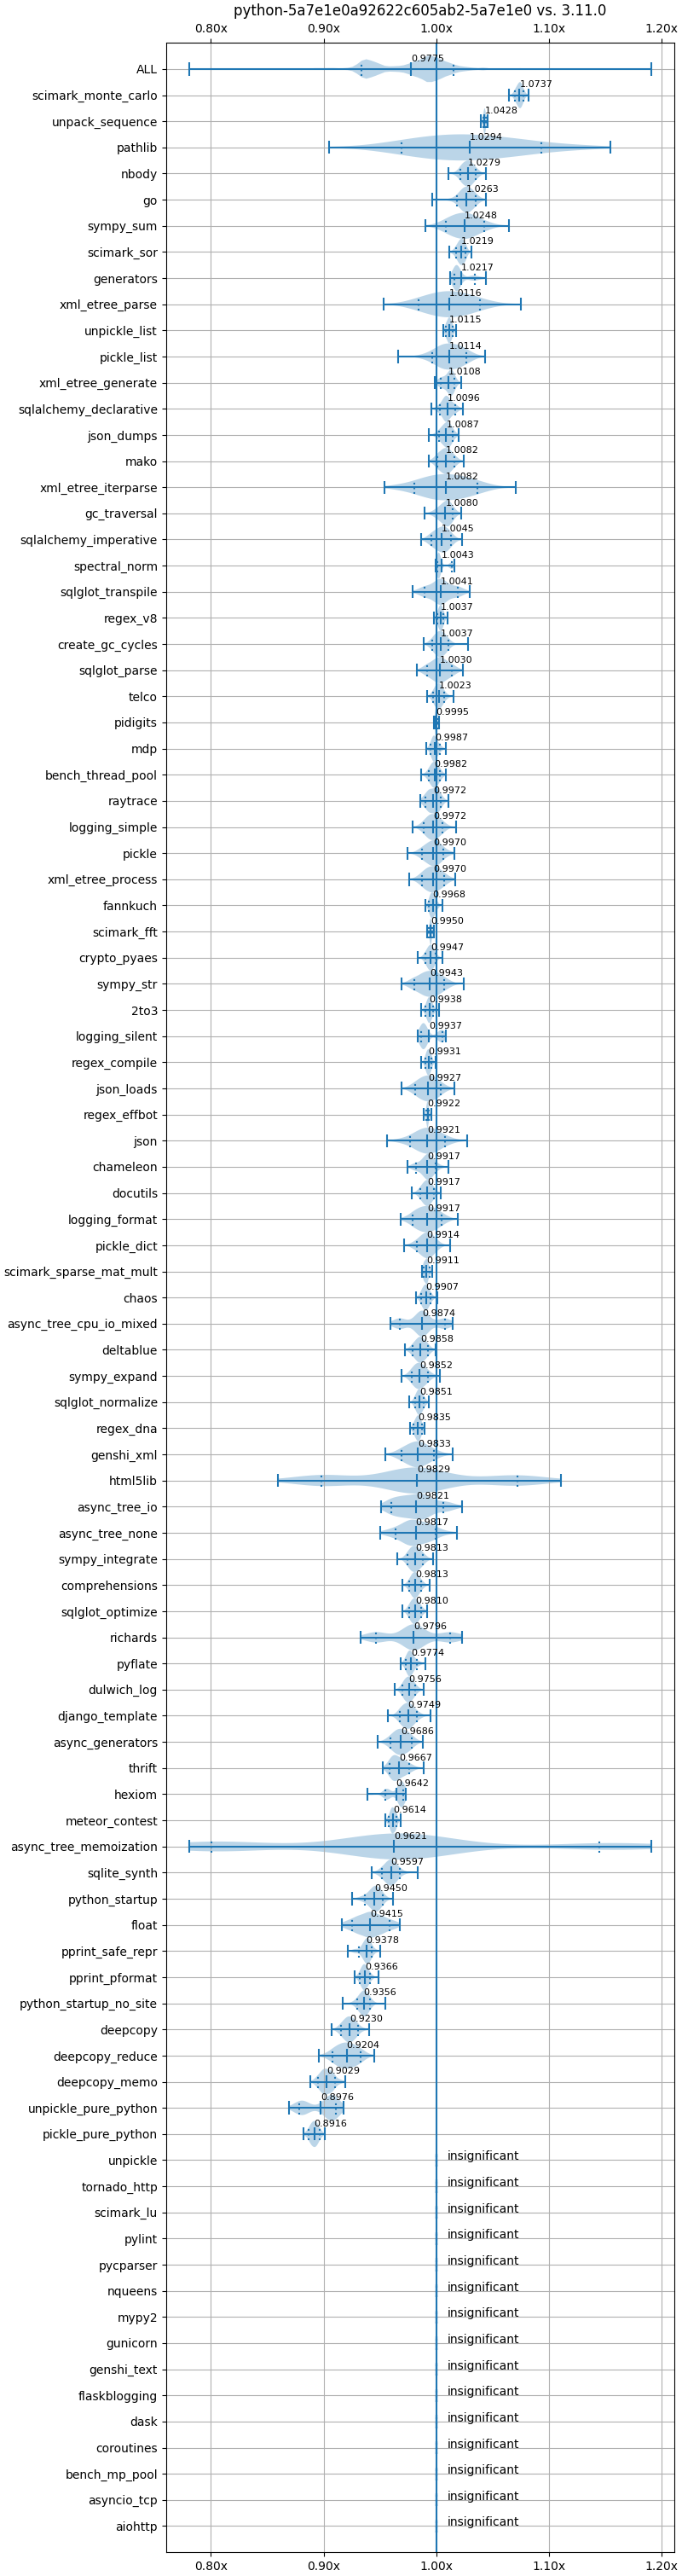 python-5a7e1e0a92622c605ab2-5a7e1e0 vs. 3.11.0
0.80x 0.90x 1.00x 1.10x 1.20x
ALL 0.9775
scimark_monte_carlo 1.0737
unpack_sequence 1.0428
pathlib 1.0294
nbody 1.0279
go 1.0263
sympy_sum 1.0248
scimark_sor 1.0219
generators 1.0217
xml_etree_parse 1.0116
unpickle_list 1.0115
pickle_list 1.0114
xml_etree_generate 1.0108
sqlalchemy_declarative 1.0096
json_dumps 1.0087
mako 1.0082
xml_etree_iterparse 1.0082
gc_traversal 1.0080
sqlalchemy_imperative 1.0045
spectral_norm 1.0043
sqlglot_transpile 1.0041
regex_v8 1.0037
create_gc_cycles 1.0037
sqlglot_parse 1.0030
telco 1.0023
pidigits 0.9995
mdp 0.9987
bench_thread_pool 0.9982
raytrace 0.9972
logging_simple 0.9972
pickle 0.9970
xml_etree_process 0.9970
fannkuch 0.9968
scimark_fft 0.9950
crypto_pyaes 0.9947
sympy_str 0.9943
2to3 0.9938
logging_silent 0.9937
regex_compile 0.9931
json_loads 0.9927
regex_effbot 0.9922
json 0.9921
chameleon 0.9917
docutils 0.9917
logging_format 0.9917
pickle_dict 0.9914
scimark_sparse_mat_mult 0.9911
chaos 0.9907
async_tree_cpu_io_mixed 0.9874
deltablue 0.9858
sympy_expand 0.9852
sqlglot_normalize 0.9851
regex_dna 0.9835
genshi_xml 0.9833
html5lib 0.9829
async_tree_io 0.9821
async_tree_none 0.9817
sympy_integrate 0.9813
comprehensions 0.9813
sqlglot_optimize 0.9810
richards 0.9796
pyflate 0.9774
dulwich_log 0.9756
django_template 0.9749
async_generators 0.9686
thrift 0.9667
hexiom 0.9642
meteor_contest 0.9614
async_tree_memoization 0.9621
sqlite_synth 0.9597
python_startup 0.9450
float 0.9415
pprint_safe_repr 0.9378
pprint_pformat 0.9366
python_startup_no_site 0.9356
deepcopy 0.9230
deepcopy_reduce 0.9204
deepcopy_memo 0.9029
unpickle_pure_python 0.8976
pickle_pure_python 0.8916
unpickle insignificant
tornado_http insignificant
scimark_lu insignificant
pylint insignificant
pycparser insignificant
nqueens insignificant
mypy2 insignificant
gunicorn insignificant
genshi_text insignificant
flaskblogging insignificant
dask insignificant
coroutines insignificant
bench_mp_pool insignificant
asyncio_tcp insignificant
aiohttp insignificant
0.80x 0.90x 1.00x 1.10x 1.20x